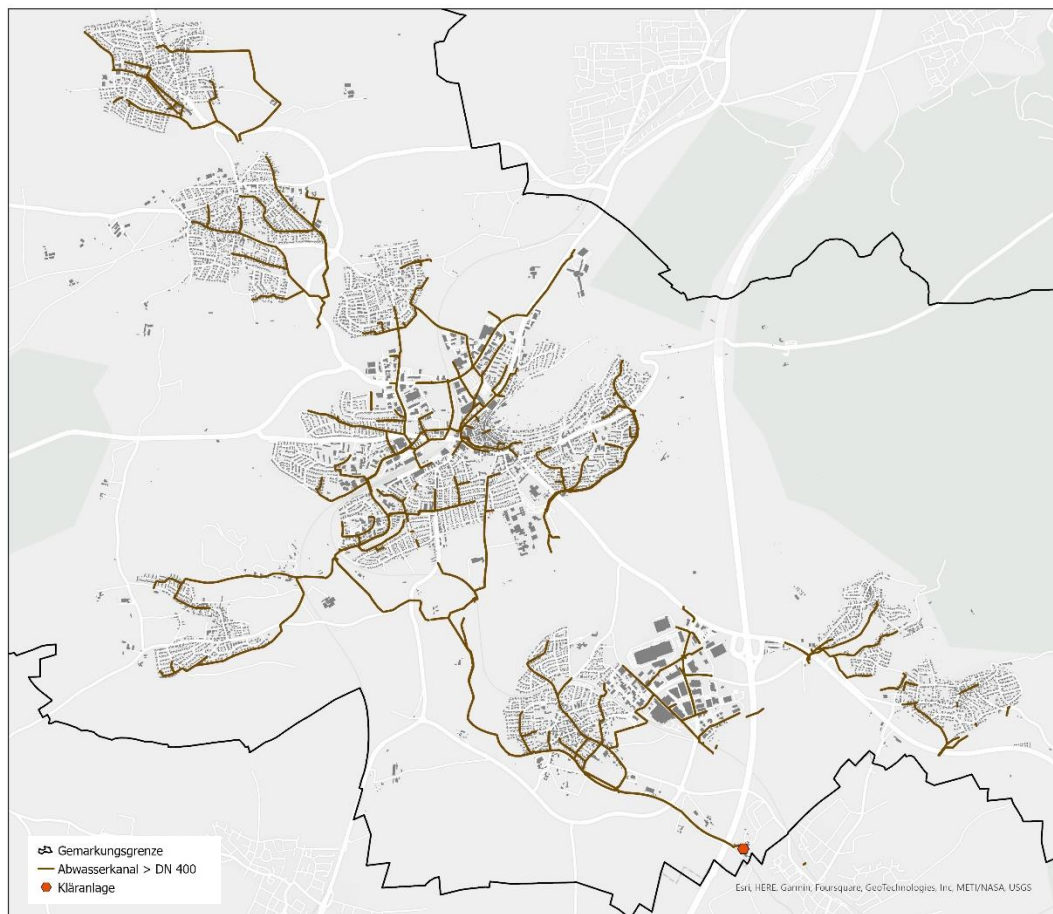 Gemarkungsgrenze
Abwasserkanal > DN 400
Kläranlage
Esri, HERE, Garmin, Foursquare, GeoTechnologies, Inc, METI/NASA, USGS